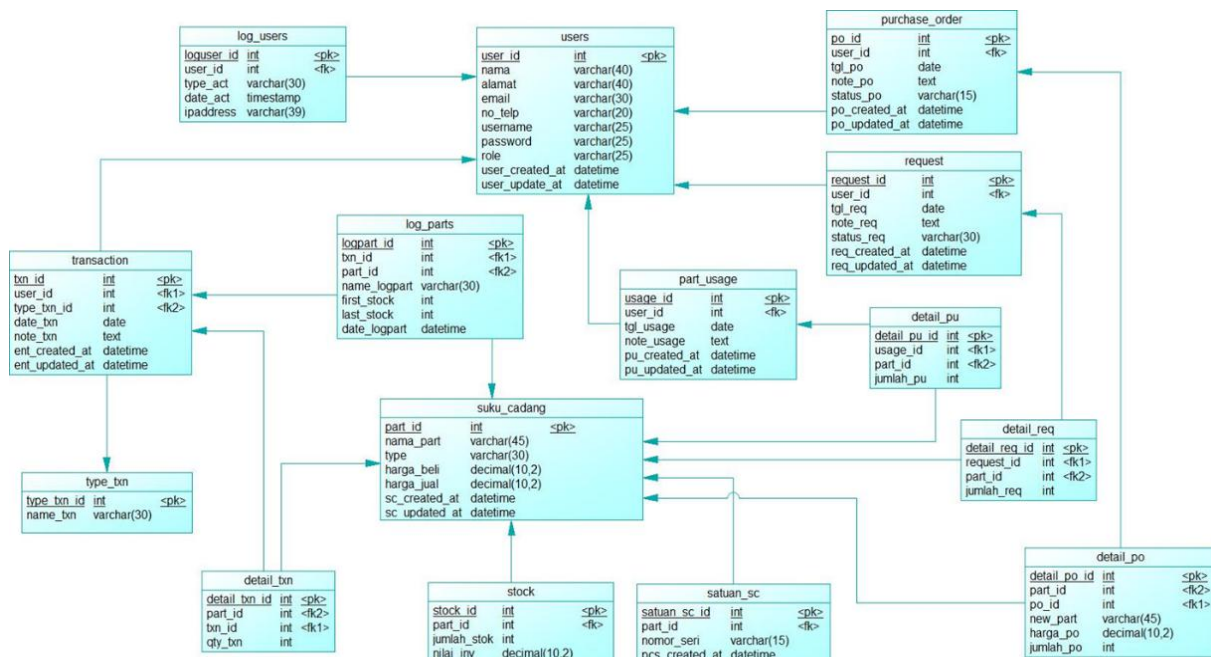 log_users
loguser_id int <pk>
user_id int <fk>
type_act varchar(30)
date_act timestamp
ipaddress varchar(39)
users
user_id int <pk>
nama varchar(40)
alamat varchar(40)
email varchar(30)
no_telp varchar(20)
username varchar(25)
password varchar(25)
role varchar(25)
user_created_at datetime
user_update_at datetime
purchase_order
po_id int <pk>
user_id int <fk>
tgl_po date
note_po text
status_po varchar(15)
po_created_at datetime
po_updated_at datetime
request
request_id int <pk>
user_id int <fk>
tgl_req date
note_req text
status_req varchar(30)
req_created_at datetime
req_updated_at datetime
log_parts
logpart_id int <pk>
txn_id int <fk1>
part_id int <fk2>
name_logpart varchar(30)
first_stock int
last_stock int
date_logpart datetime
transaction
txn_id int <pk>
user_id int <fk1>
type_txn_id int <fk2>
date_txn date
note_txn text
ent_created_at datetime
ent_updated_at datetime
part_usage
usage_id int <pk>
user_id int <fk>
tgl_usage date
note_usage text
pu_created_at datetime
pu_updated_at datetime
detail_pu
detail_pu_id int <pk>
usage_id int <fk1>
part_id int <fk2>
jumlah_pu int
suku_cadang
part_id int <pk>
nama_part varchar(45)
type varchar(30)
harga_beli decimal(10,2)
harga_jual decimal(10,2)
sc_created_at datetime
sc_updated_at datetime
detail_req
detail_req_id int <pk>
request_id int <fk1>
part_id int <fk2>
jumlah_req int
type_txn
type_txn_id int <pk>
name_txn varchar(30)
detail_txn
detail_txn_id int <pk>
part_id int <fk2>
txn_id int <fk1>
qty_txn int
stock
stock_id int <pk>
part_id int <fk>
jumlah_stok int
nilai_inv decimal(10,2)
satuan_sc
satuan_sc_id int <pk>
part_id int <fk>
nomor_seri varchar(15)
pcs_created_at datetime
detail_po
detail_po_id int <pk>
part_id int <fk2>
po_id int <fk1>
new_part varchar(45)
harga_po decimal(10,2)
jumlah_po int